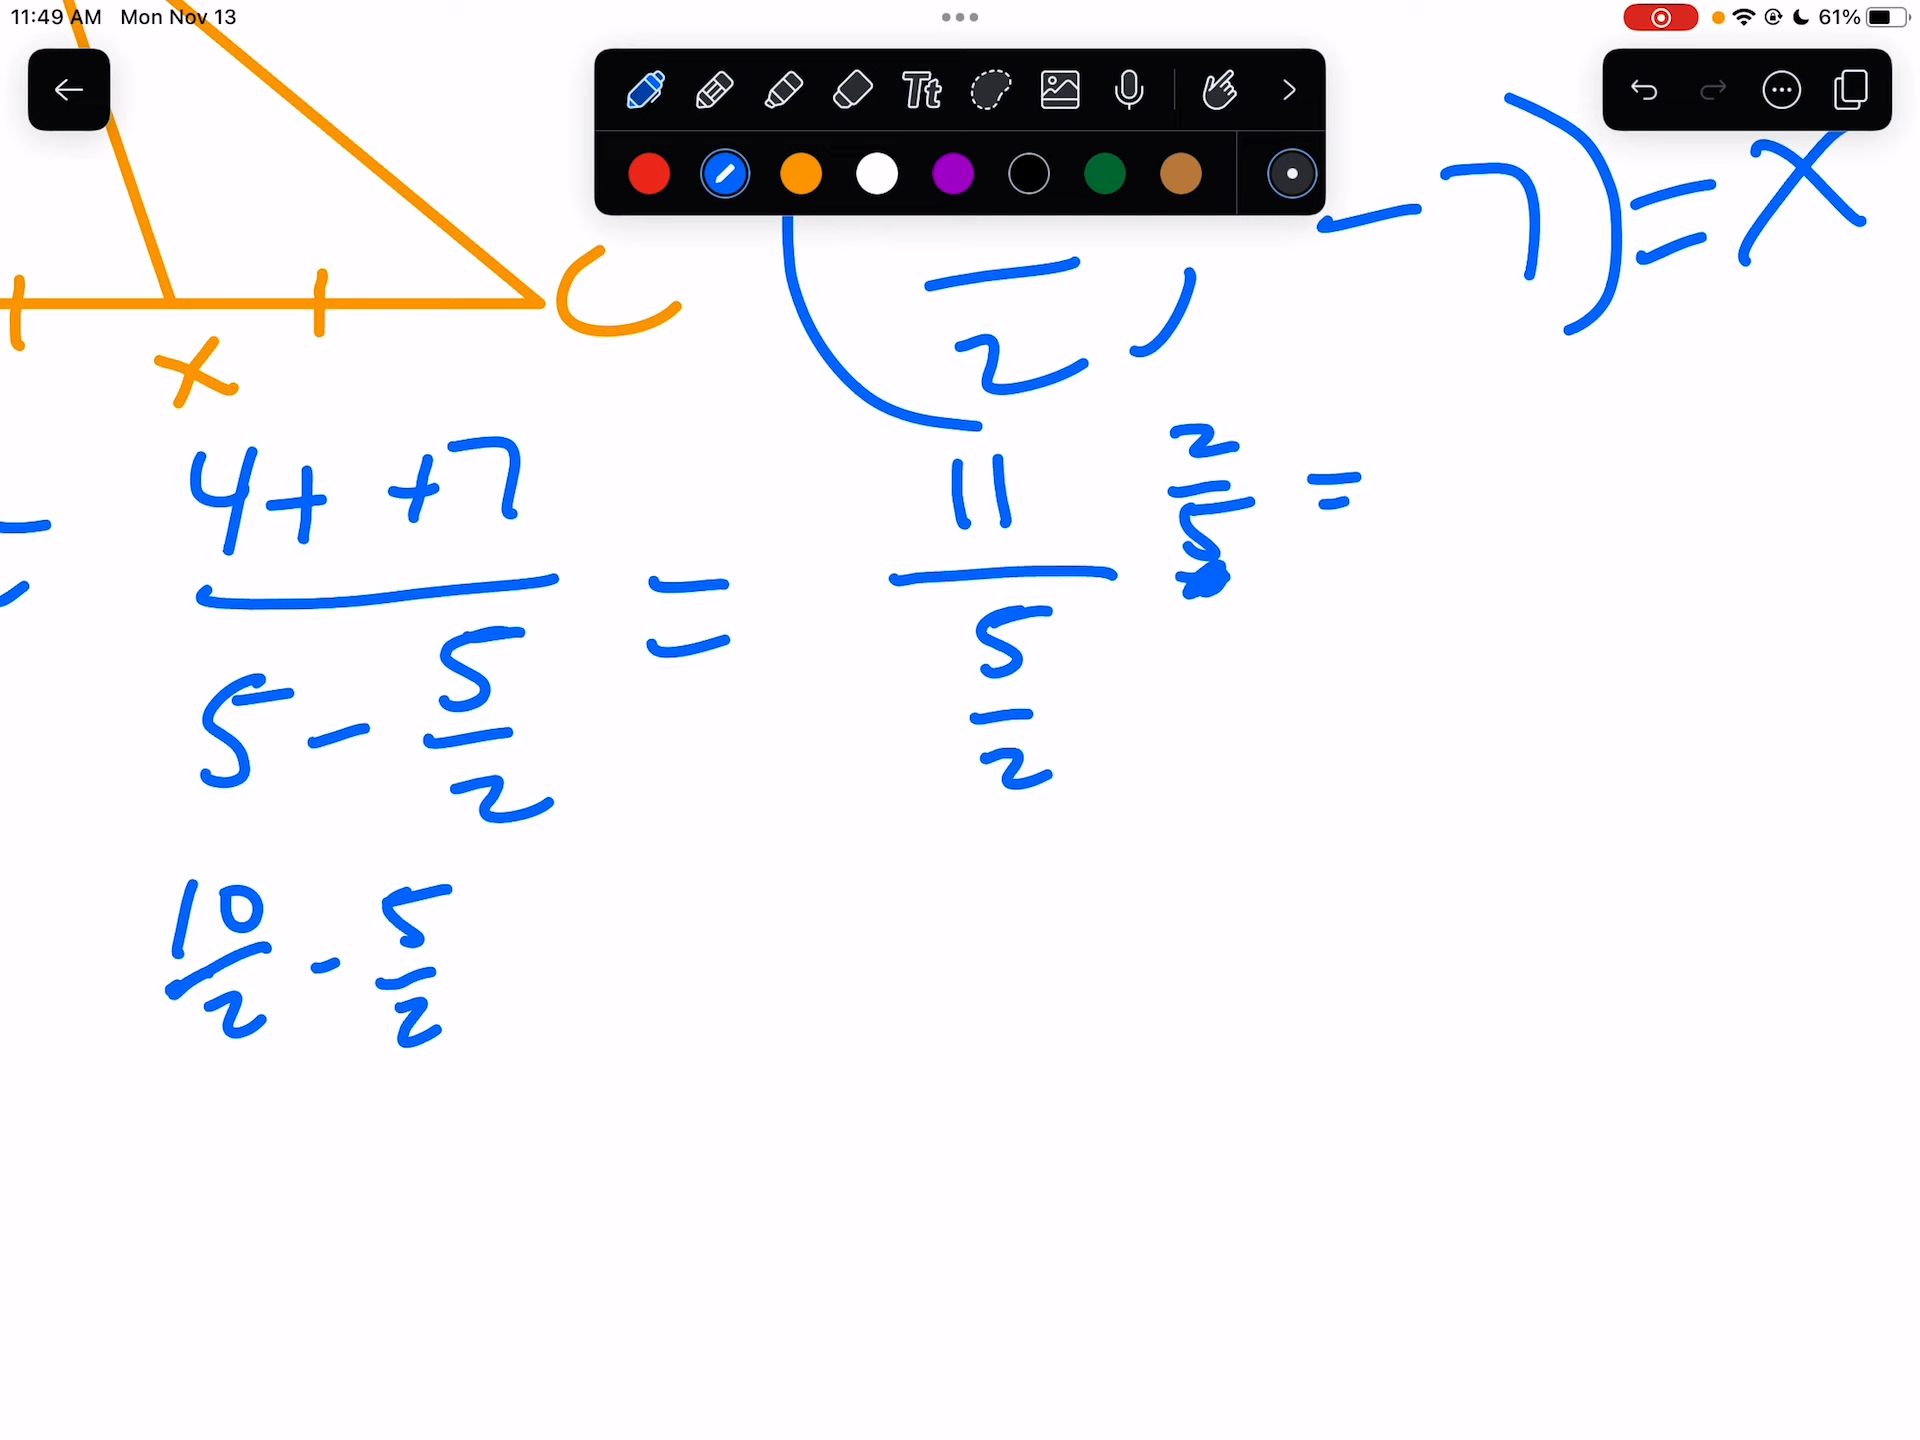 11:49 AM Mon Nov 13
61%
Tt
— 7) = X
2 ,
C
X
4 + + 7
5 - 5
2
=
11
5
2
2
5
=
10
2
- 5
2